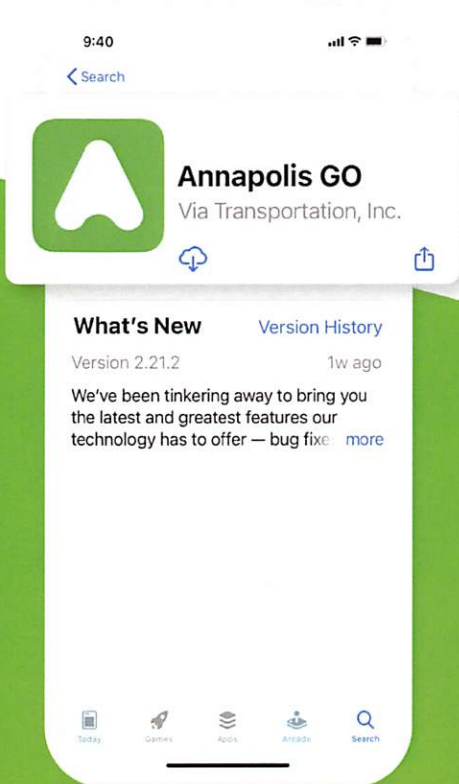 9:40
Search
Annapolis GO
Via Transportation, Inc.
What's New
Version History
Version 2.21.2
1w ago
We've been tinkering away to bring you
the latest and greatest features our
technology has to offer — bug fixe more
Today
Games
Apps
Arcade
Search